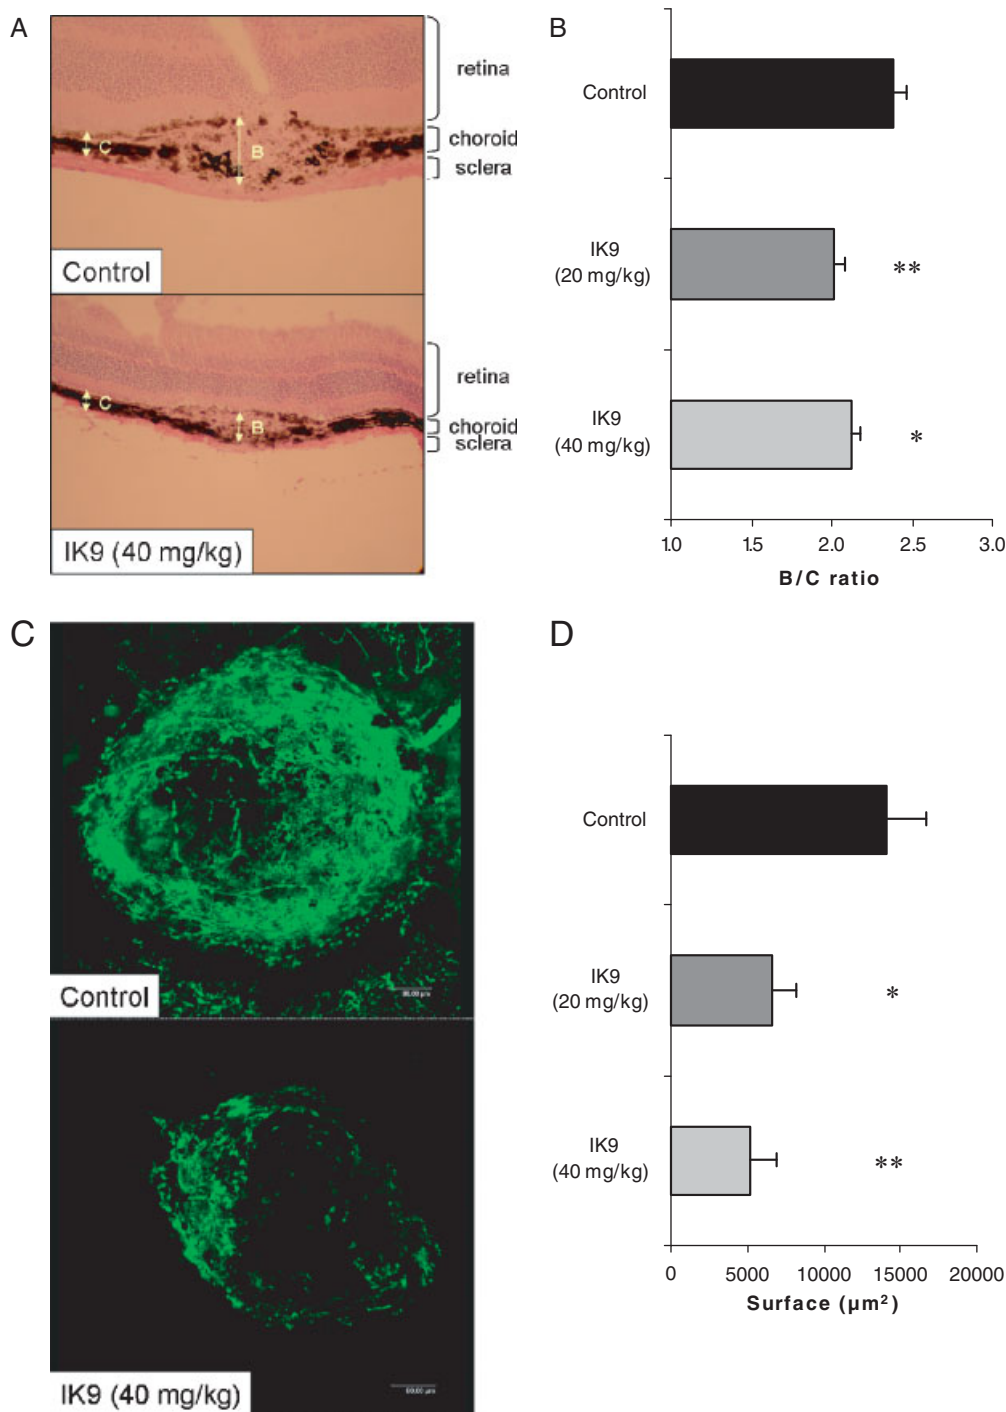 A
retina
choroid
C
B
sclera
Control
retina
C
B
choroid
sclera
IK9 (40 mg/kg)
B
Control
IK9
(20 mg/kg)
**
IK9
(40 mg/kg)
*
1.0
1.5
2.0
2.5
3.0
B/C ratio
C
Control
IK9 (40 mg/kg)
D
Control
IK9
(20 mg/kg)
*
IK9
(40 mg/kg)
**
0
5000
10000
15000
20000
Surface (µm²)